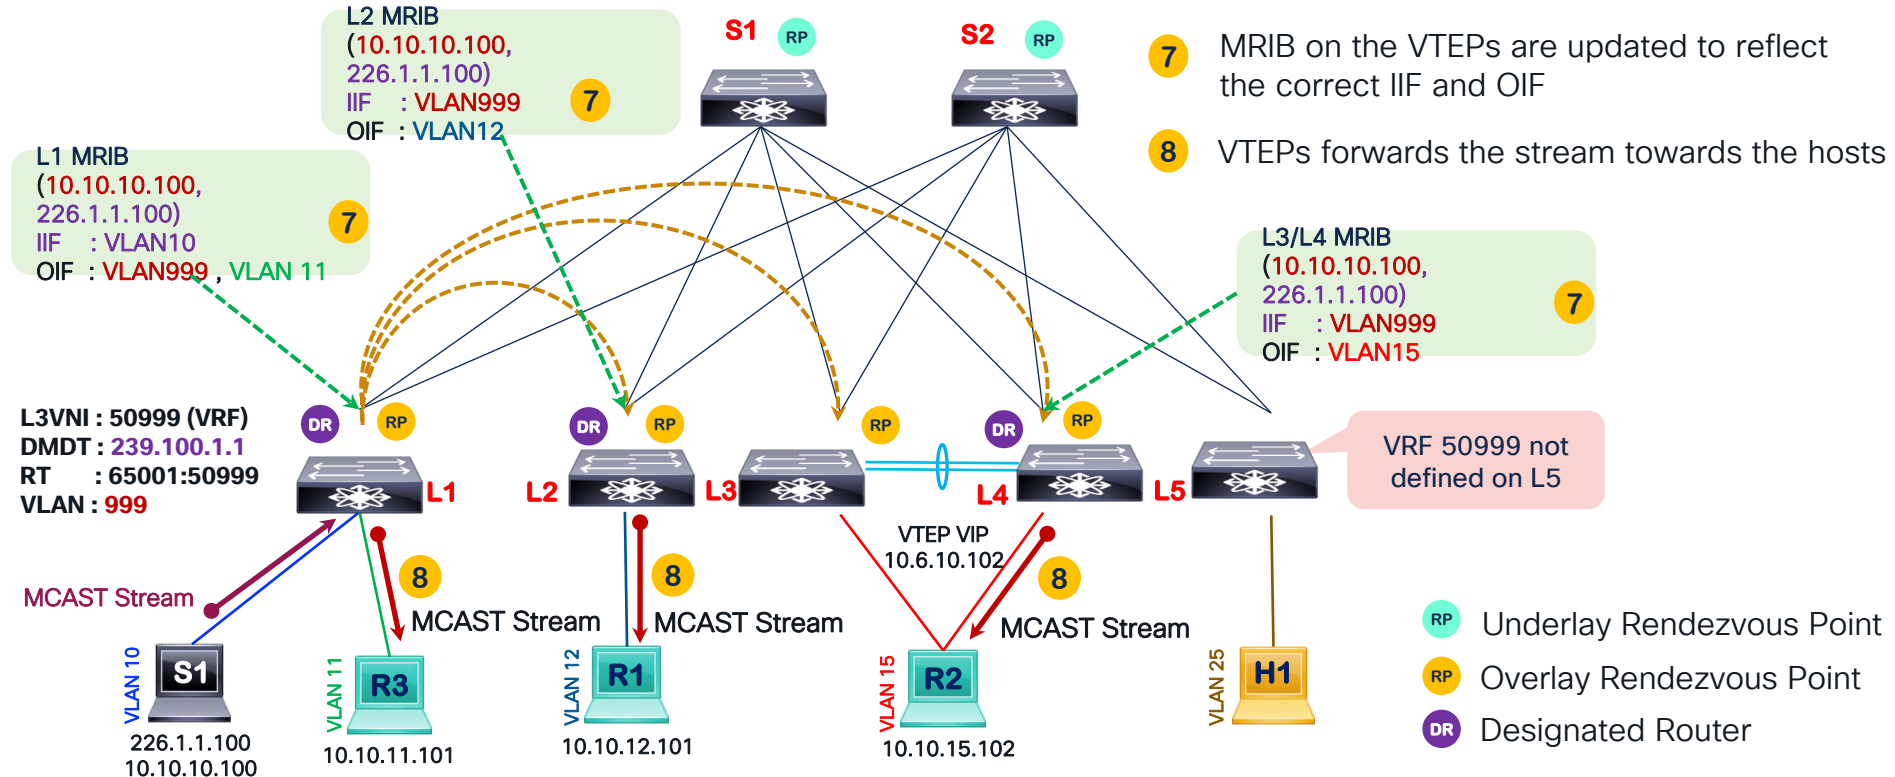 L2 MRIB
(10.10.10.100,
226.1.1.100)
IIF : VLAN999
OIF : VLAN12
7
S1
RP
S2
RP
7
MRIB on the VTEPs are updated to reflect
the correct IIF and OIF
8
VTEPs forwards the stream towards the hosts
L1 MRIB
(10.10.10.100,
226.1.1.100)
IIF : VLAN10
OIF : VLAN999 , VLAN 11
7
L3/L4 MRIB
(10.10.10.100,
226.1.1.100)
IIF : VLAN999
OIF : VLAN15
7
L3VNI : 50999 (VRF)
DMDT : 239.100.1.1
RT : 65001:50999
VLAN : 999
DR
RP
L1
DR
RP
L2
RP
L3
DR
RP
L4
L5
VRF 50999 not
defined on L5
VTEP VIP
10.6.10.102
MCAST Stream
8
MCAST Stream
8
MCAST Stream
8
MCAST Stream
VLAN 10
S1
226.1.1.100
10.10.10.100
VLAN 11
R3
10.10.11.101
VLAN 12
R1
10.10.12.101
VLAN 15
R2
10.10.15.102
VLAN 25
H1
RP
Underlay Rendezvous Point
RP
Overlay Rendezvous Point
DR
Designated Router